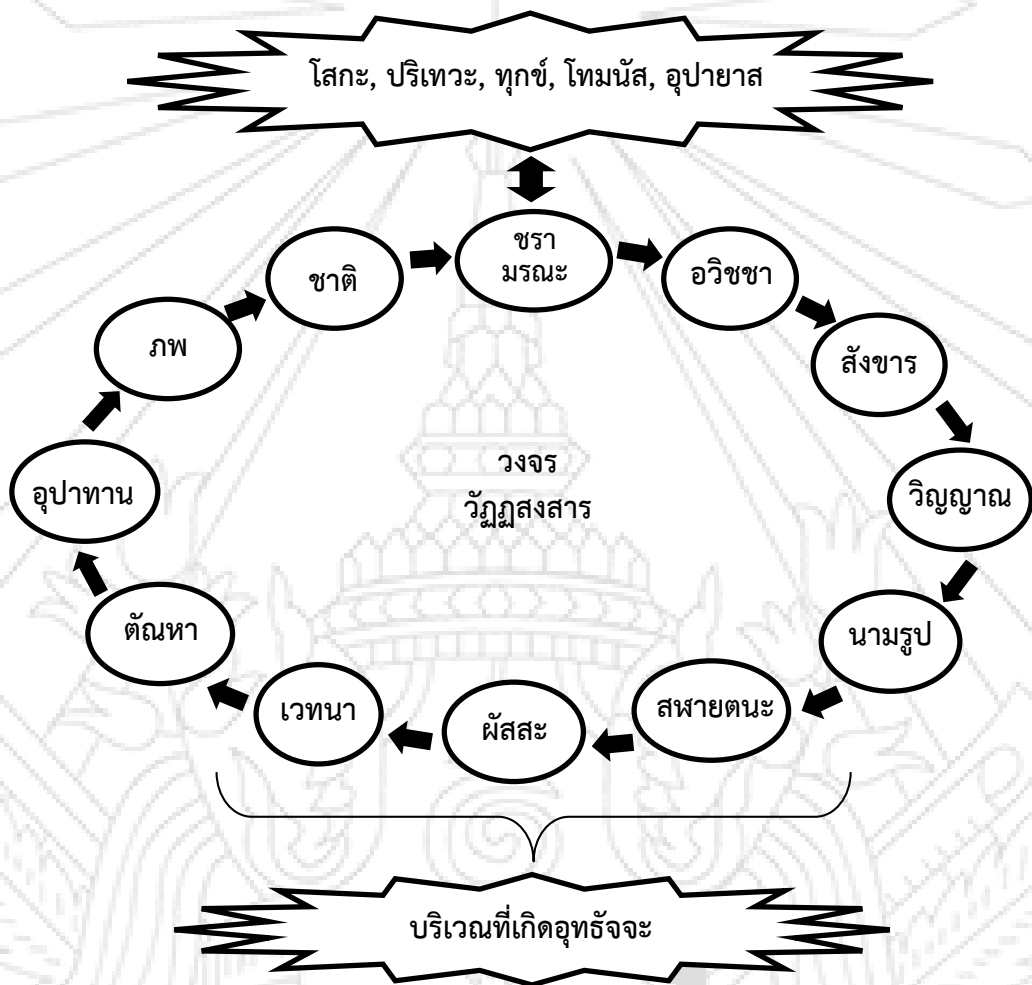 โสกะ, ปริเทวะ, ทุกข์, โทมนัส, อุปายาส
ชรา
มรณะ
อวิชชา
สังขาร
วิญญาณ
นามรูป
สฬายตนะ
ผัสสะ
เวทนา
ตัณหา
อุปาทาน
ภพ
ชาติ
วงจร
วัฏฏสงสาร
บริเวณที่เกิดอุทธัจจะ